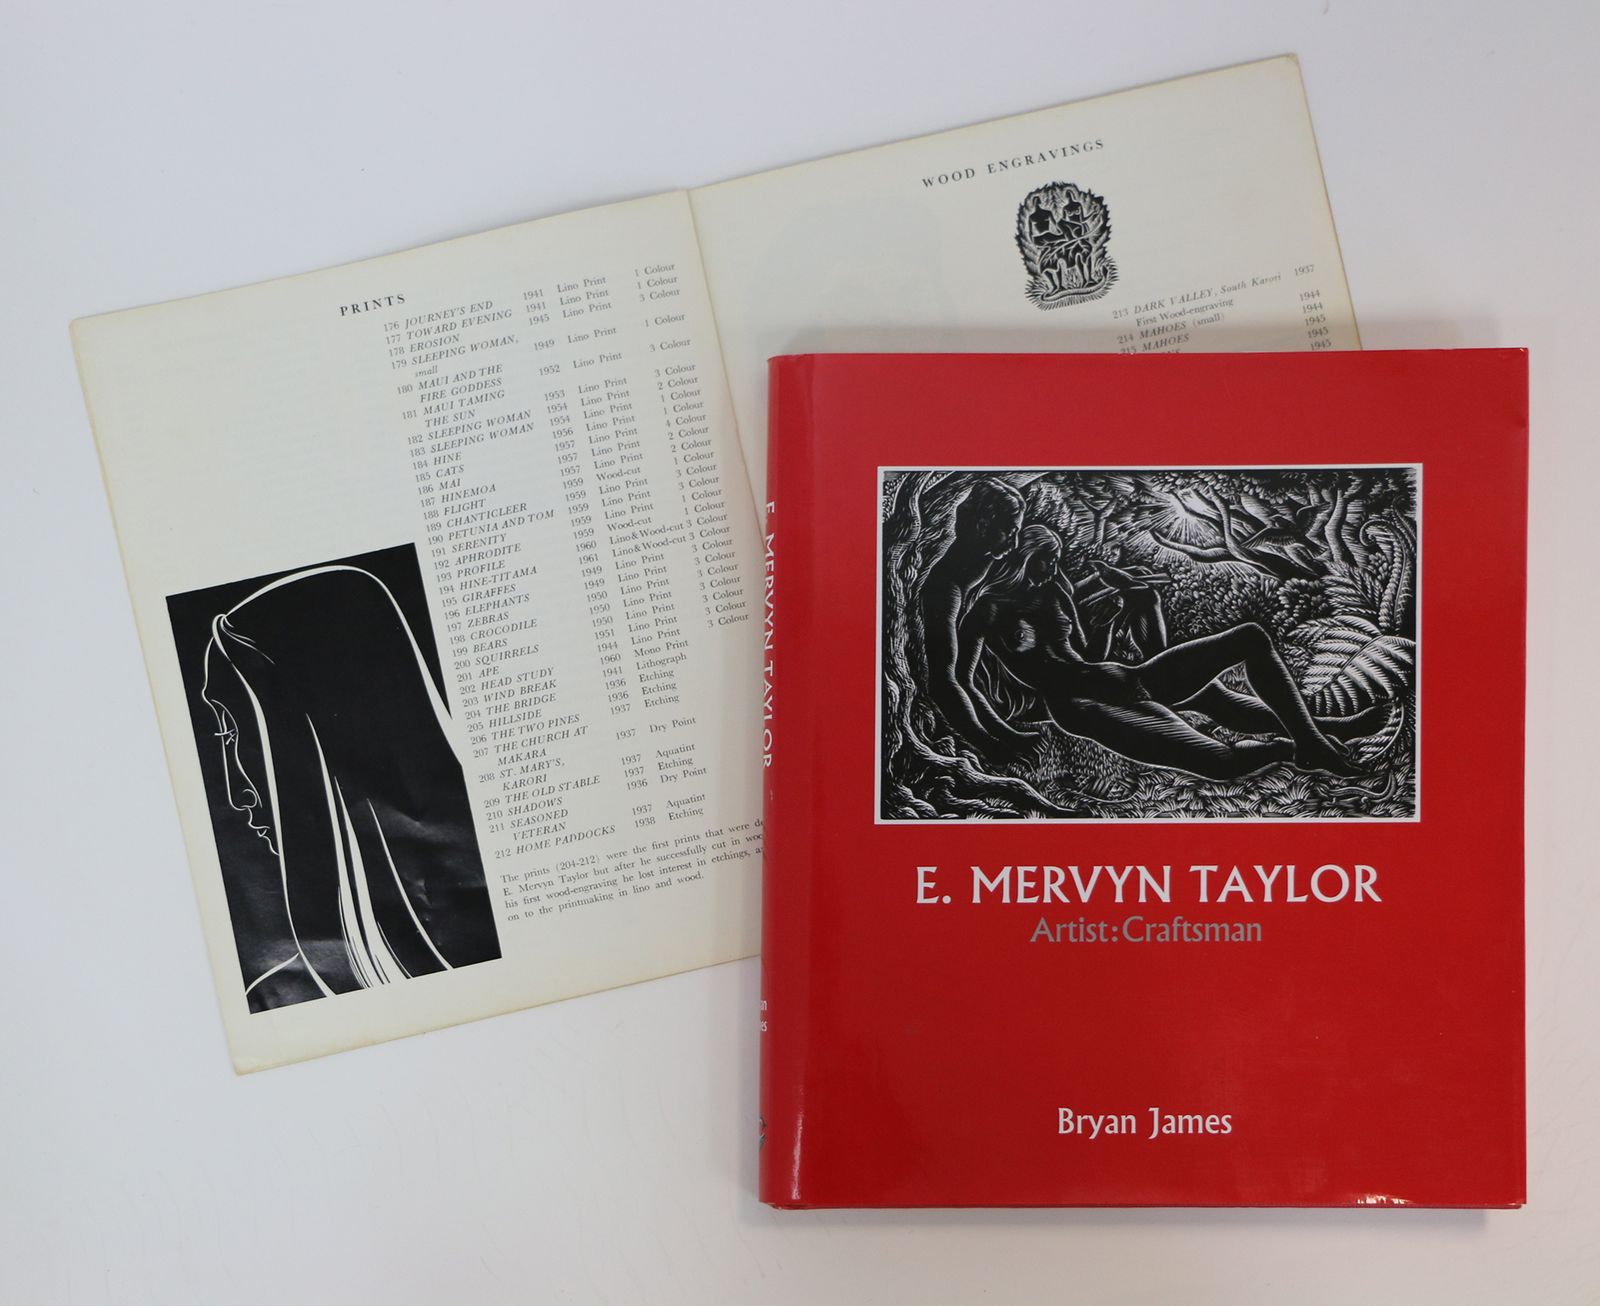 PRINTS
176 JOURNEY'S END 1941 Lino Print 1 Colour
177 TOWARD EVENING 1941 Lino Print 1 Colour
178 EROSION 1945 Lino Print 3 Colour
179 SLEEPING WOMAN,
small 1949 Lino Print 1 Colour
180 MAUI AND THE
FIRE GODDESS 1952 Lino Print 3 Colour
181 MAUI TAMING
THE SUN 1953 Lino Print 3 Colour
182 SLEEPING WOMAN 1954 Lino Print 2 Colour
183 SLEEPING WOMAN 1954 Lino Print 1 Colour
184 HINE 1956 Lino Print 1 Colour
185 CATS 1957 Lino Print 4 Colour
186 MAI 1957 Lino Print 2 Colour
187 HINEMOA 1959 Wood-cut 2 Colour
188 FLIGHT 1959 Lino Print 1 Colour
189 CHANTICLEER 1959 Lino Print 3 Colour
190 PETUNIA AND TOM 1959 Lino Print 3 Colour
191 SERENITY 1959 Wood-cut 1 Colour
192 APHRODITE 1959 Lino&Wood-cut 3 Colour
193 PROFILE 1960 Lino&Wood-cut 3 Colour
194 HINE-TITAMA 1961 Lino Print 3 Colour
195 GIRAFFES 1949 Lino Print 3 Colour
196 ELEPHANTS 1949 Lino Print 3 Colour
197 ZEBRAS 1950 Lino Print 3 Colour
198 CROCODILE 1950 Lino Print 3 Colour
199 BEARS 1950 Lino Print 3 Colour
200 SQUIRRELS 1951 Lino Print 3 Colour
201 APE 1944 Lino Print 3 Colour
202 HEAD STUDY 1960 Mono Print
203 WIND BREAK 1941 Lithograph
204 THE BRIDGE 1936 Etching
205 HILLSIDE 1936 Etching
206 THE TWO PINES 1937 Etching
207 THE CHURCH AT
MAKARA 1937 Dry Point
208 ST. MARY'S,
KARORI 1937 Aquatint
209 THE OLD STABLE 1937 Etching
210 SHADOWS 1936 Dry Point
211 SEASONED
VETERAN 1937 Aquatint
212 HOME PADDOCKS 1938 Etching
The prints (204-212) were the first prints that were de
E. Mervyn Taylor but after he successfully cut in woo
his first wood-engraving he lost interest in etchings, a
on to the printmaking in lino and wood.
WOOD ENGRAVINGS
213 DARK VALLEY, South Karori 1937
First Wood-engraving
214 MAHOES (small) 1944
215 MAHOES 1944
1945
1945
E. MERVYN TAYLOR
E. MERVYN TAYLOR
Artist:Craftsman
Bryan James